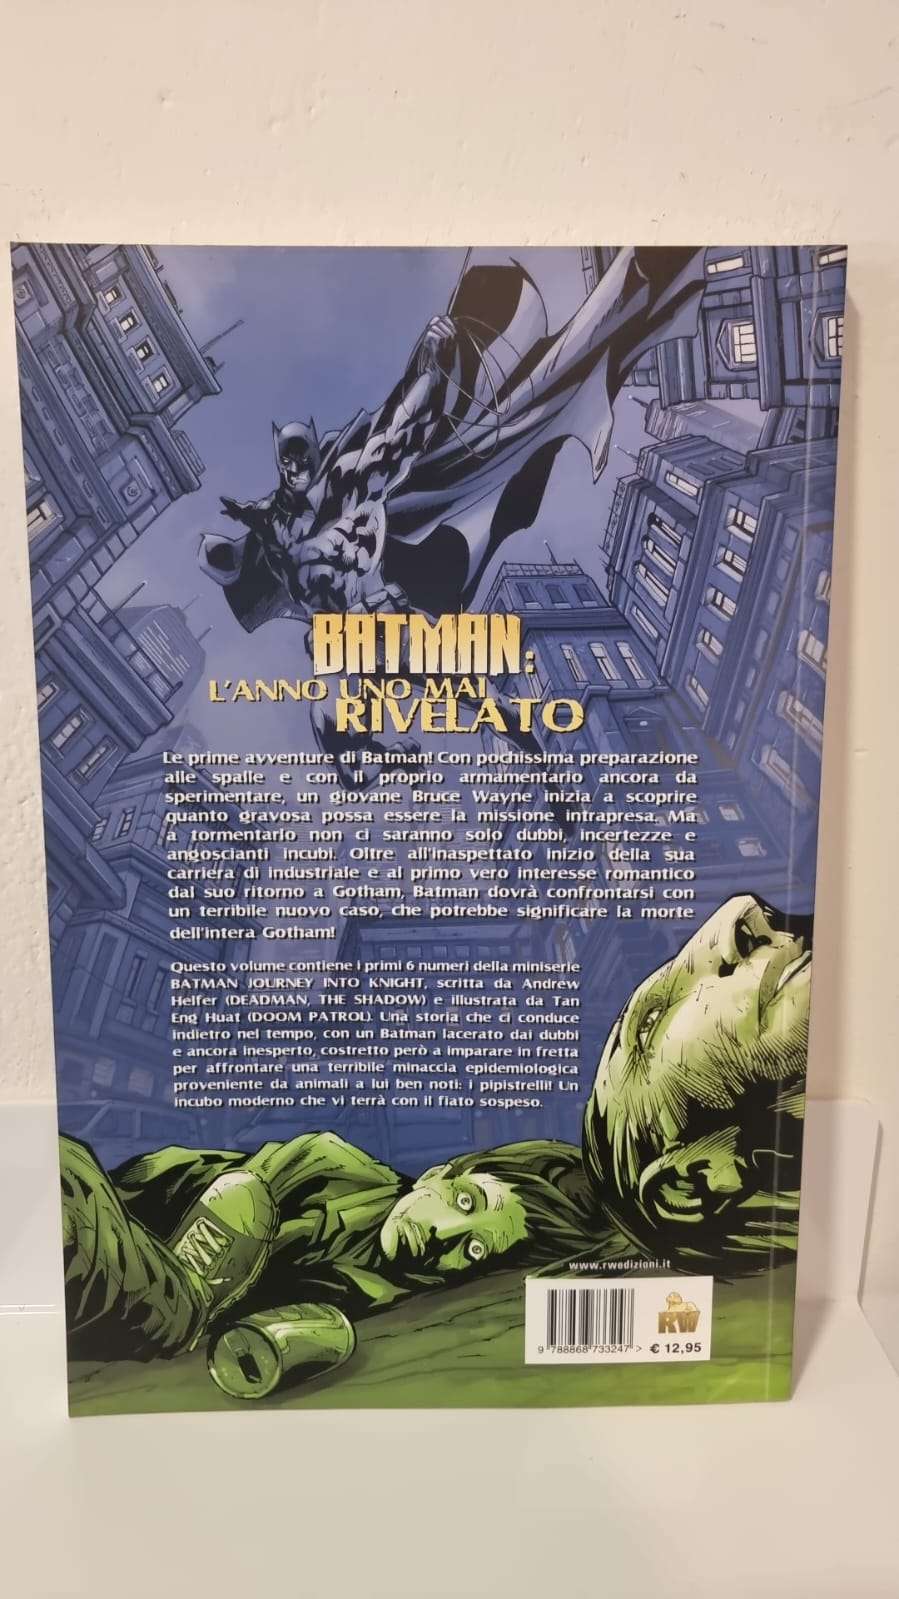 BATMAN:
L'ANNO UNO MAI
RIVELATO
Le prime avventure di Batman! Con pochissima preparazione
alle spalle e con il proprio armamentario ancora da
sperimentare, un giovane Bruce Wayne inizia a scoprire
quanto gravosa possa essere la missione intrapresa. Ma
a tormentarlo non ci saranno solo dubbi, incertezze e
angoscianti incubi. Oltre all'inaspettato inizio della sua
carriera di industriale e al primo vero interesse romantico
dal suo ritorno a Gotham, Batman dovrà confrontarsi con
un terribile nuovo caso, che potrebbe significare la morte
dell'intera Gotham!
Questo volume contiene i primi 6 numeri della miniserie
BATMAN JOURNEY INTO KNIGHT, scritta da Andrew
Helfer (DEADMAN, THE SHADOW) e illustrata da Tan
Eng Huat (DOOM PATROL). Una storia che ci conduce
indietro nel tempo, con un Batman lacerato dai dubbi
e ancora inesperto, costretto però a imparare in fretta
per affrontare una terribile minaccia epidemiologica
proveniente da animali a lui ben noti: i pipistrelli! Un
incubo moderno che vi terrà con il fiato sospeso.
www.rwedizioni.it
RW
9 788868 733247 > € 12,95